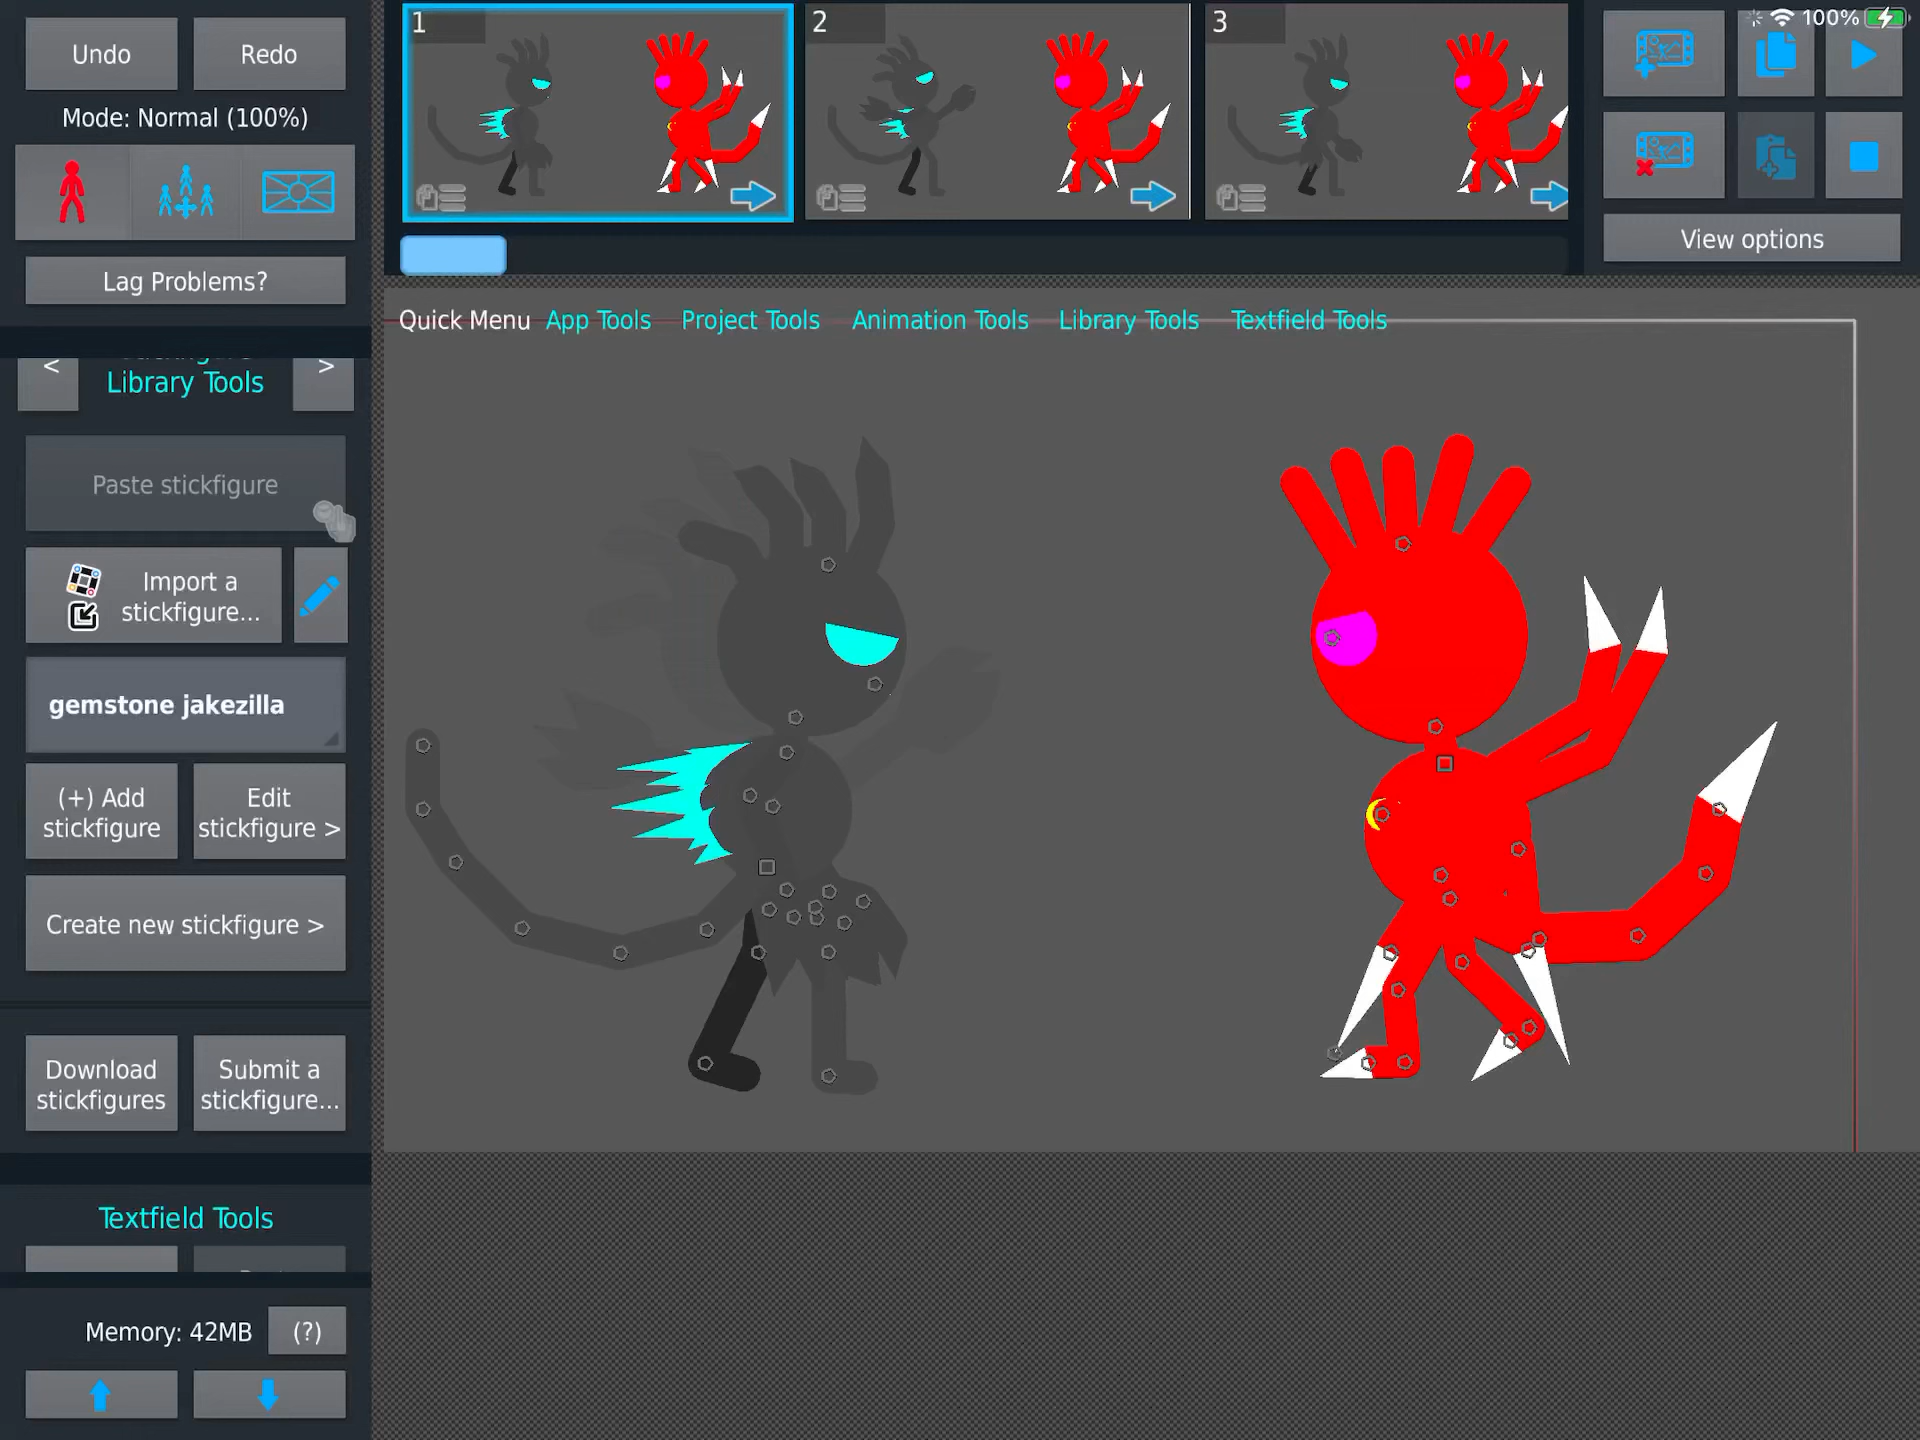 Undo
Redo
Mode: Normal (100%)
Lag Problems?
<
Library Tools
>
Paste stickfigure
Import a
stickfigure...
gemstone jakezilla
(+) Add
stickfigure
Edit
stickfigure >
Create new stickfigure >
Download
stickfigures
Submit a
stickfigure...
Textfield Tools
Memory: 42MB
(?)
1
2
3
100%
View options
Quick Menu
App Tools
Project Tools
Animation Tools
Library Tools
Textfield Tools